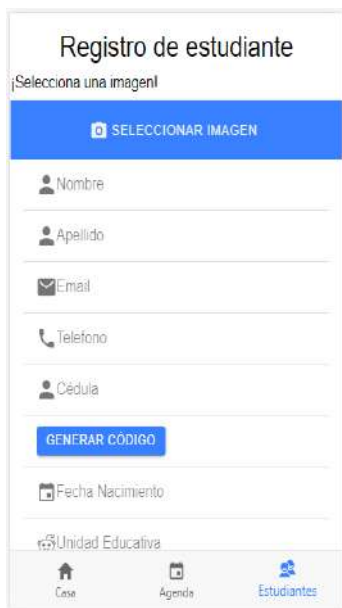 Registro de estudiante
¡Selecciona una imagen!
SELECCIONAR IMAGEN
Nombre
Apellido
Email
Telefono
Cédula
GENERAR CÓDIGO
Fecha Nacimiento
Unidad Educativa
Casa Agenda Estudiantes